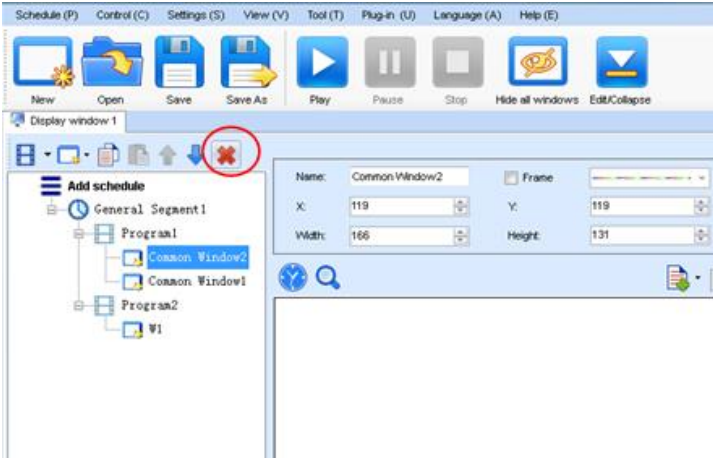 Schedule (P) Control (C) Settings (S) View (V) Tool (T) Plug-in (U) Language (A) Help (E)
New Open Save Save As Play Pause Stop Hide all windows Edit/Collapse
Display window 1
Add schedule
General Segment1
Program1
Common Window2
Common Window1
Program2
W1
Name: Common Window2 Frame
X: 119 Y: 119
Width: 166 Height: 131